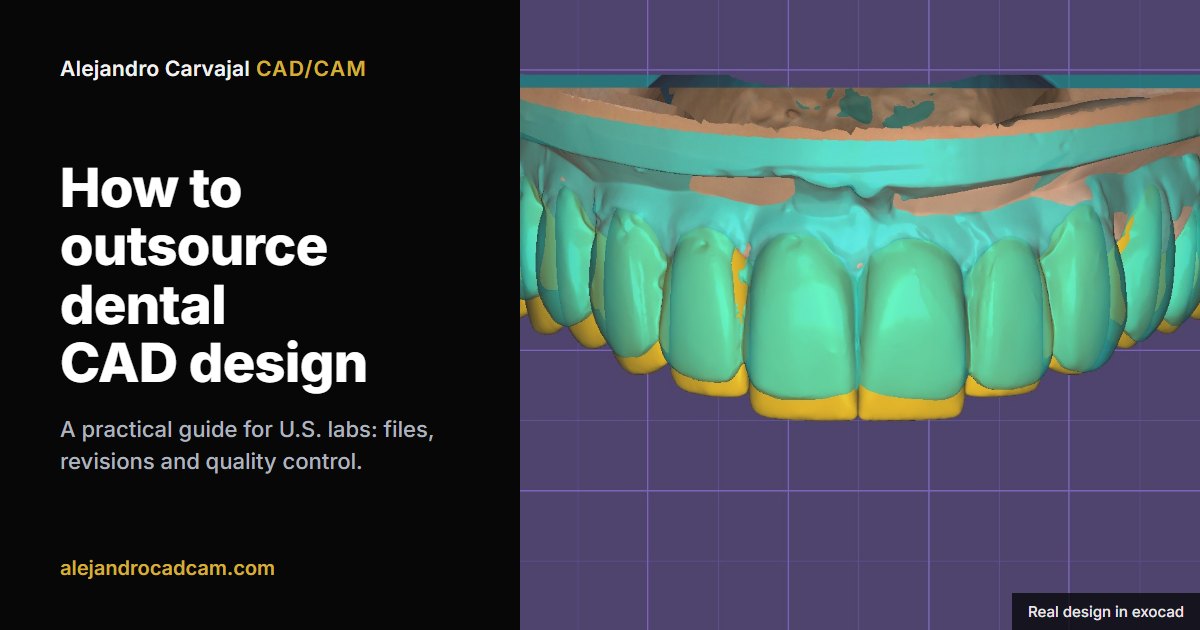 Alejandro Carvajal CAD/CAM
How to
outsource
dental
CAD design
A practical guide for U.S. labs: files,
revisions and quality control.
alejandrocadcam.com
Real design in exocad